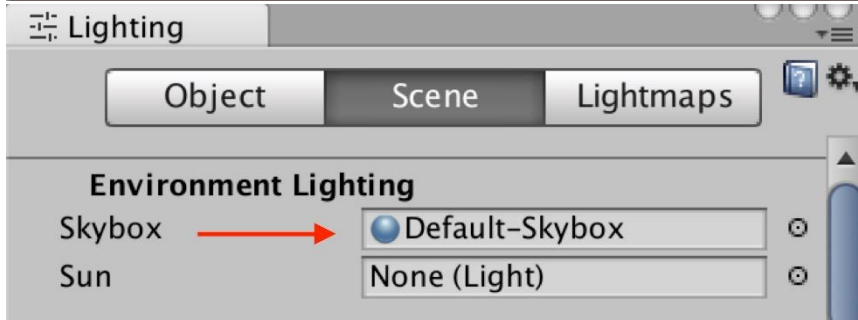 Lighting
Object Scene Lightmaps ?
Environment Lighting
Skybox Default-Skybox
Sun None (Light)